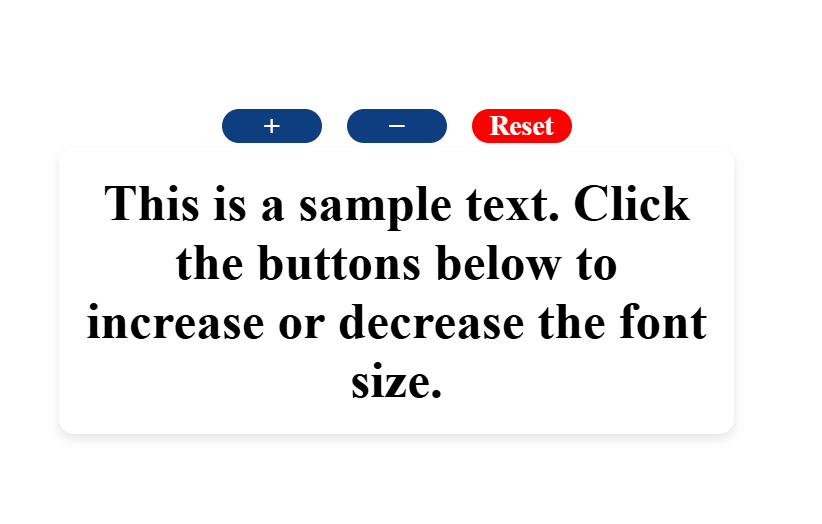 + − Reset
This is a sample text. Click
the buttons below to
increase or decrease the font
size.